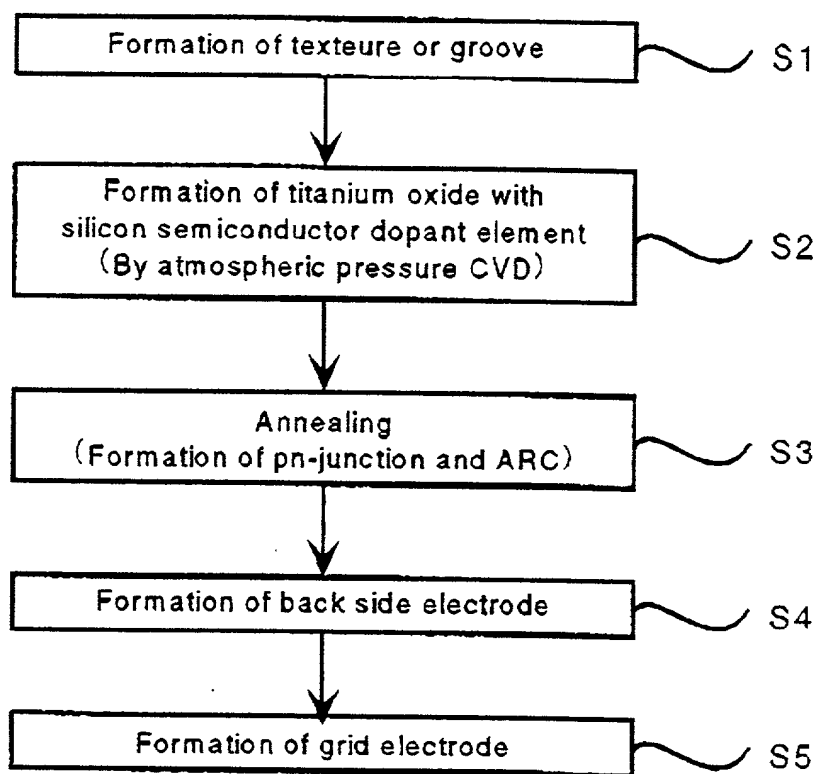 Formation of texteure or groove
S1
Formation of titanium oxide with
silicon semiconductor dopant element
(By atmospheric pressure CVD)
S2
Annealing
(Formation of pn-junction and ARC)
S3
Formation of back side electrode
S4
Formation of grid electrode
S5